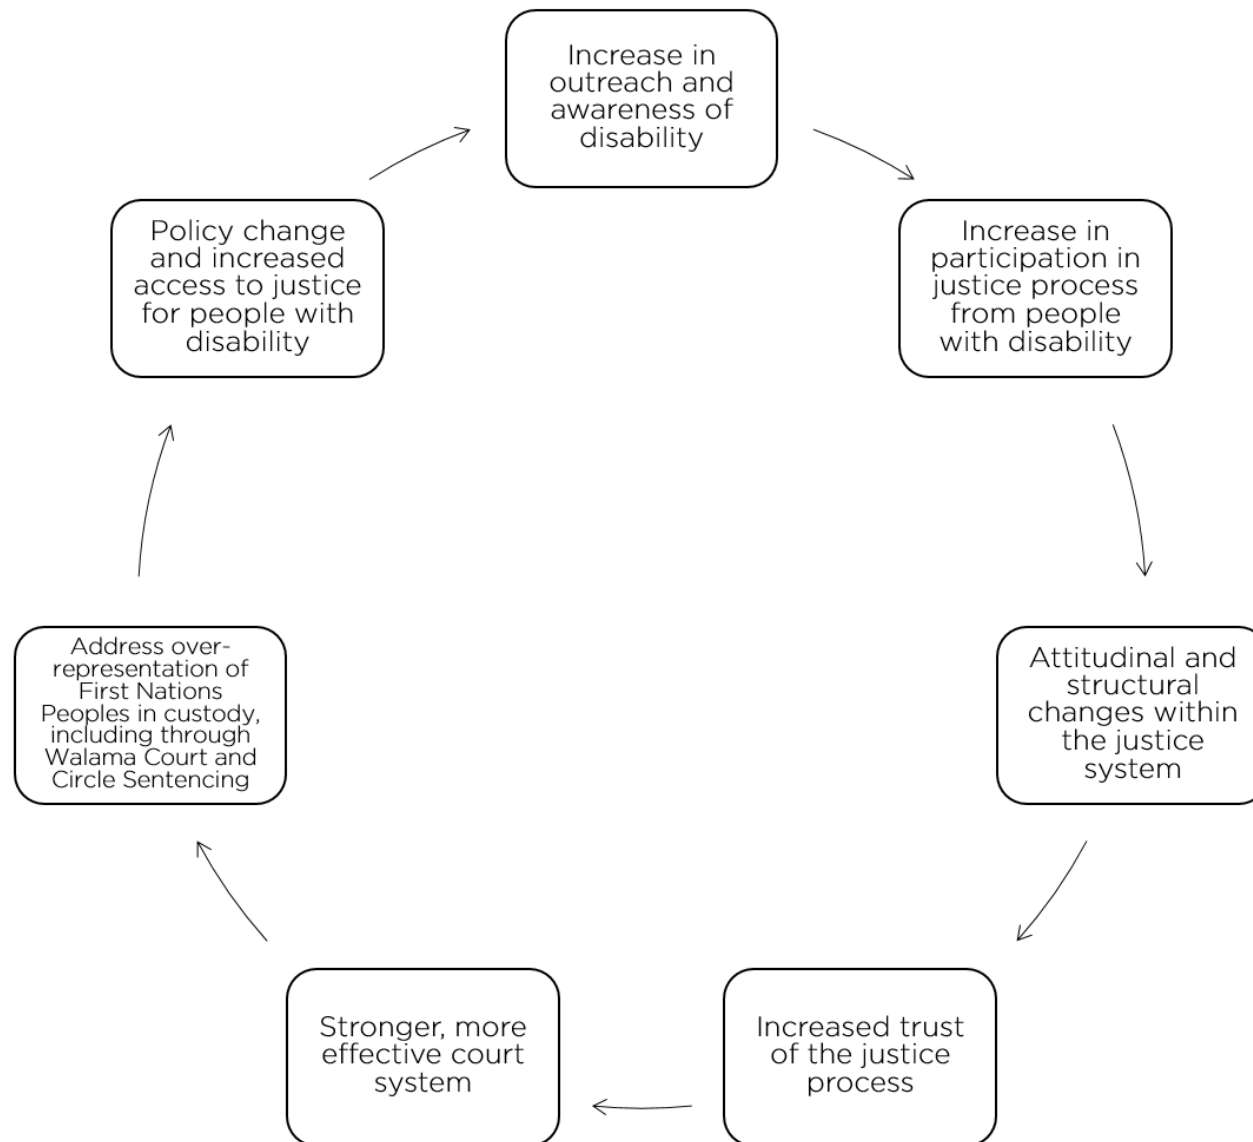 Increase in
outreach and
awareness of
disability
Increase in
participation in
justice process
from people
with disability
Attitudinal and
structural
changes within
the justice
system
Increased trust
of the justice
process
Stronger, more
effective court
system
Address over-
representation of
First Nations
Peoples in custody,
including through
Walama Court and
Circle Sentencing
Policy change
and increased
access to justice
for people with
disability